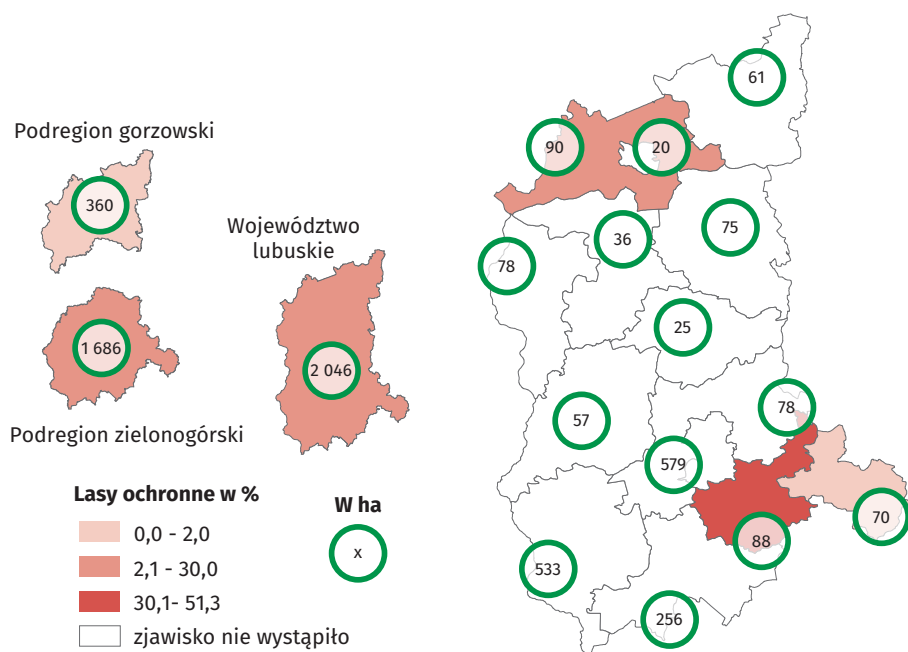 Podregion gorzowski
360
Województwo
lubuskie
1 686
2 046
Podregion zielonogórski
Lasy ochronne w %
0,0 - 2,0
2,1 - 30,0
30,1- 51,3
zjawisko nie wystąpiło
W ha
x
61
90
20
75
36
78
25
78
57
579
70
88
533
256